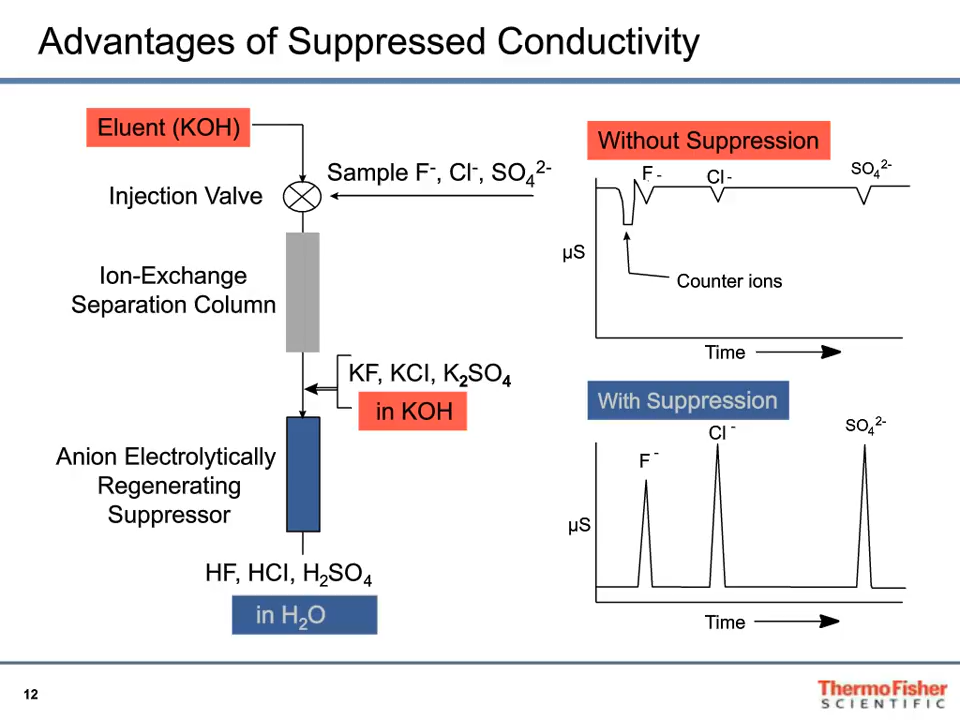 Advantages of Suppressed Conductivity
Eluent (KOH)
Sample F-, Cl-, SO₄²⁻
Injection Valve
Ion-Exchange
Separation Column
KF, KCl, K₂SO₄
in KOH
Anion Electrolytically
Regenerating
Suppressor
HF, HCl, H₂SO₄
in H₂O
Without Suppression
F - Cl - SO₄²⁻
µS
Counter ions
Time
With Suppression
F - Cl - SO₄²⁻
µS
Time
12
ThermoFisher
SCIENTIFIC